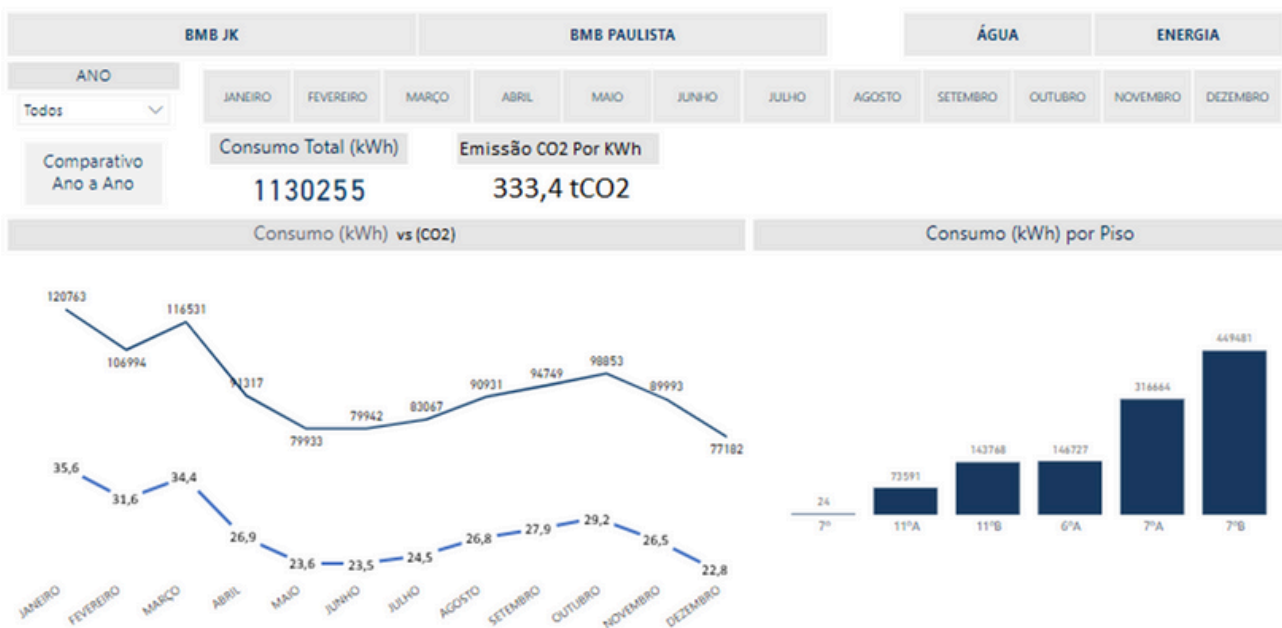 BMB JK
BMB PAULISTA
ÁGUA
ENERGIA
ANO
Todos
JANEIRO
FEVEREIRO
MARÇO
ABRIL
MAIO
JUNHO
JULHO
AGOSTO
SETEMBRO
OUTUBRO
NOVEMBRO
DEZEMBRO
Comparativo
Ano a Ano
Consumo Total (kWh)
1130255
Emissão CO2 Por KWh
333,4 tCO2
Consumo (kWh) vs (CO2)
120763
106994
116531
91317
79933
79942
83067
90931
94749
98853
89993
77182
35,6
31,6
34,4
26,9
23,6
23,5
24,5
26,8
27,9
29,2
26,5
22,8
JANEIRO
FEVEREIRO
MARÇO
ABRIL
MAIO
JUNHO
JULHO
AGOSTO
SETEMBRO
OUTUBRO
NOVEMBRO
DEZEMBRO
Consumo (kWh) por Piso
24
73591
143768
146727
316664
449481
7º
11ºA
11ºB
6ºA
7ºA
7ºB